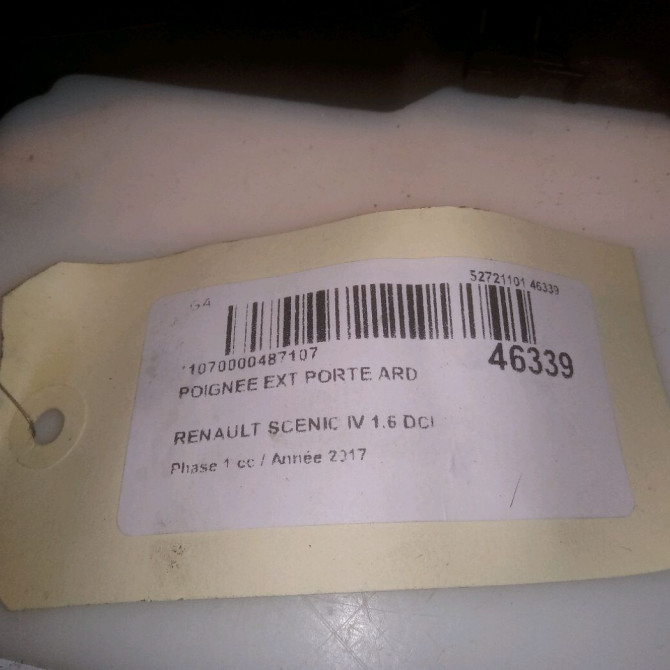 G4
52721101 46339
*1070000487107
46339
POIGNEE EXT PORTE ARD
RENAULT SCENIC IV 1.6 DCI
Phase 1 cc / Année 2017